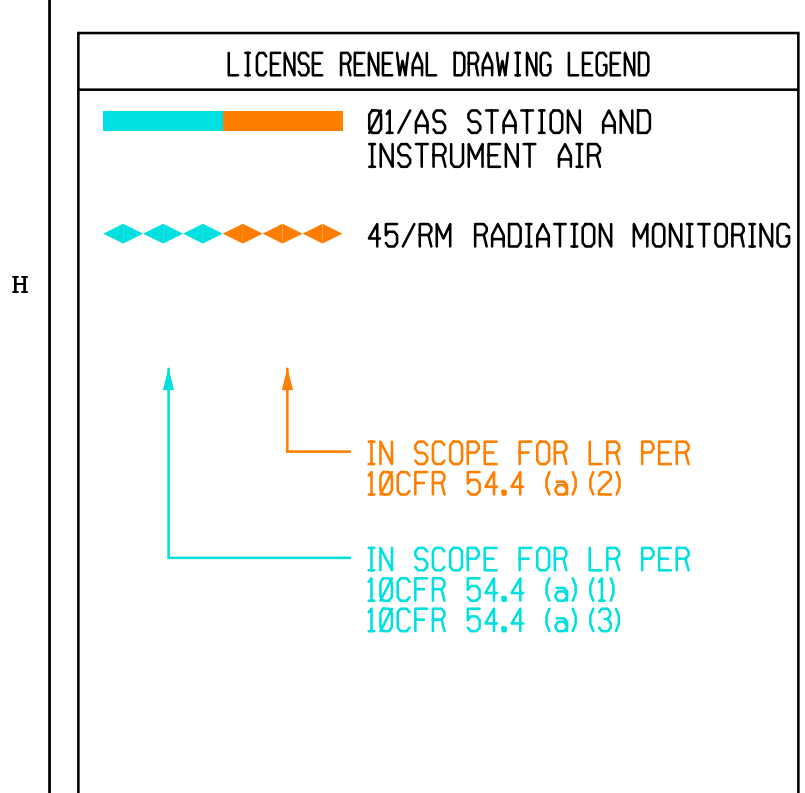 LICENSE RENEWAL DRAWING LEGEND
Ø1/AS STATION AND
INSTRUMENT AIR
45/RM RADIATION MONITORING
H
IN SCOPE FOR LR PER
1ØCFR 54.4 (a)(2)
IN SCOPE FOR LR PER
1ØCFR 54.4 (a)(1)
1ØCFR 54.4 (a)(3)